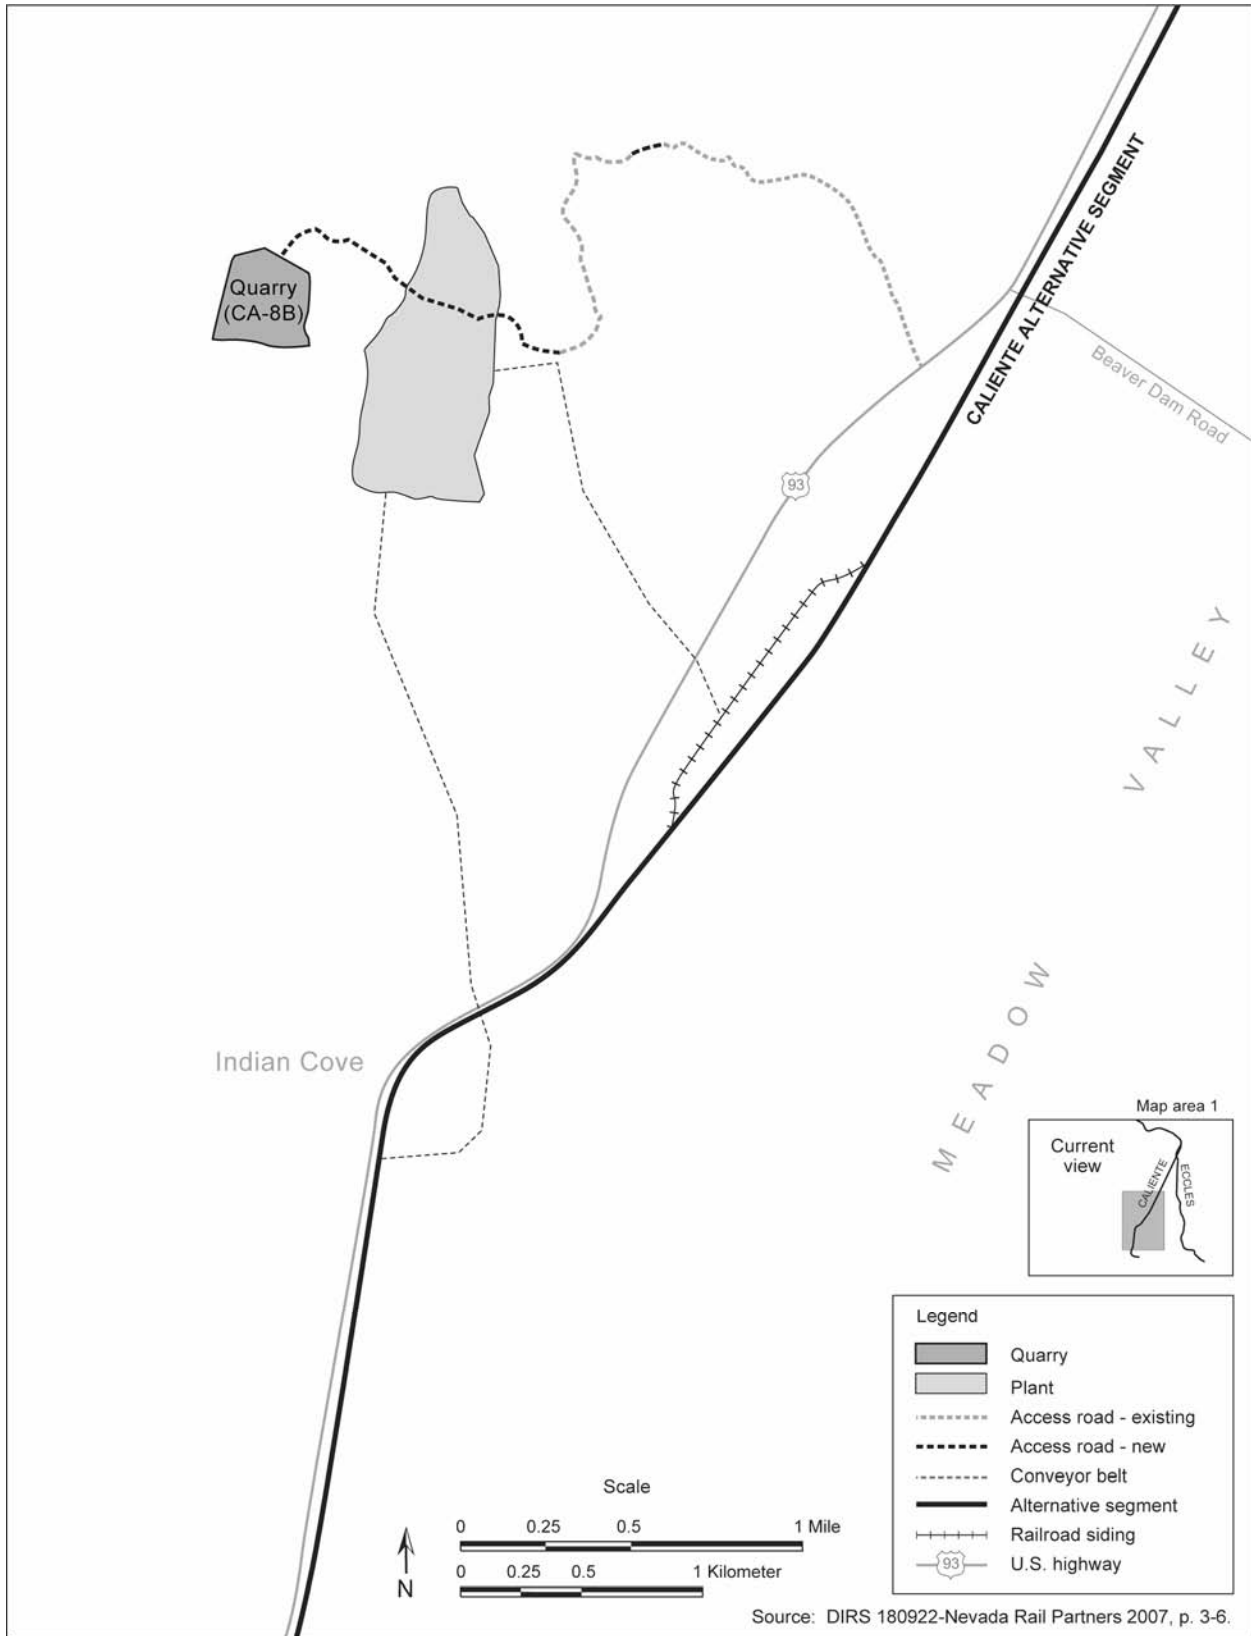 CALIENTE ALTERNATIVE SEGMENT
Quarry
(CA-8B)
Beaver Dam Road
93
VALLEY
MEADOW
Indian Cove
Map area 1
Current
view
CALIENTE
ECCLES
Legend
Quarry
Plant
Access road - existing
Access road - new
Conveyor belt
Alternative segment
Railroad siding
93 U.S. highway
Scale
0 0.25 0.5 1 Mile
0 0.25 0.5 1 Kilometer
N
Source: DIRS 180922-Nevada Rail Partners 2007, p. 3-6.